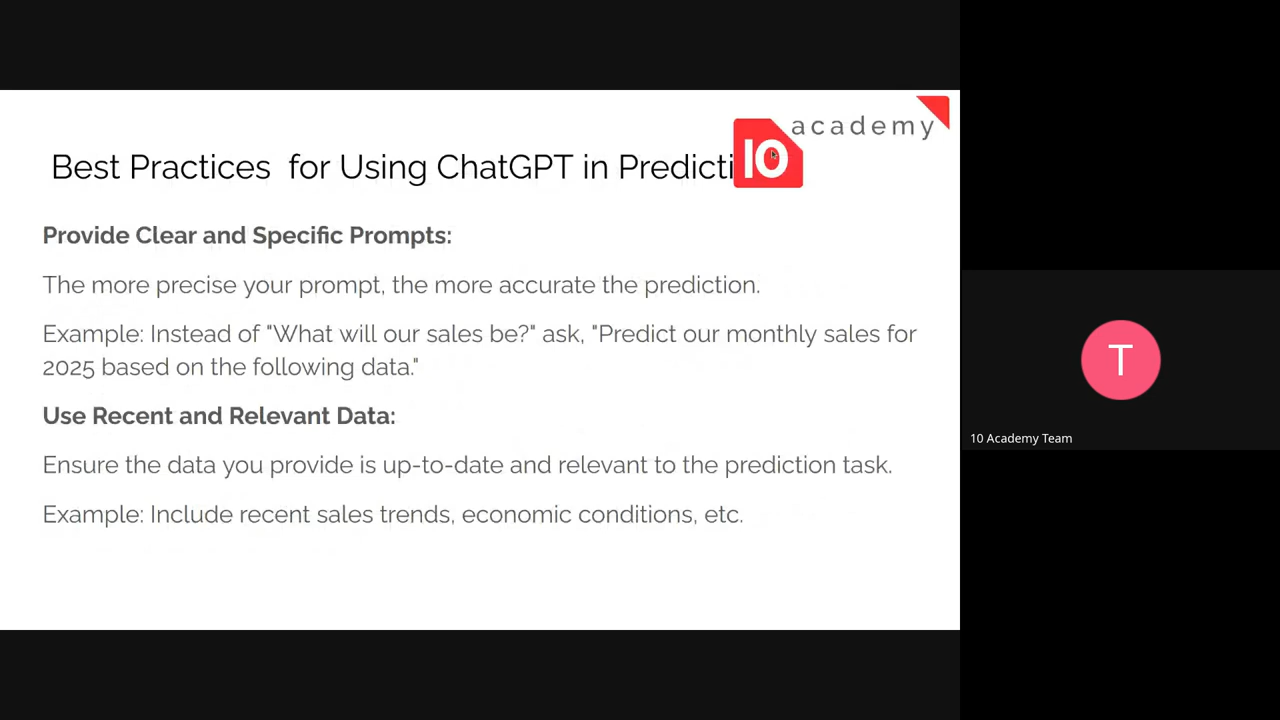 academy
10
Best Practices for Using ChatGPT in Predicti
Provide Clear and Specific Prompts:
The more precise your prompt, the more accurate the prediction.
Example: Instead of "What will our sales be?" ask, "Predict our monthly sales for
2025 based on the following data."
Use Recent and Relevant Data:
Ensure the data you provide is up-to-date and relevant to the prediction task.
Example: Include recent sales trends, economic conditions, etc.
T
10 Academy Team